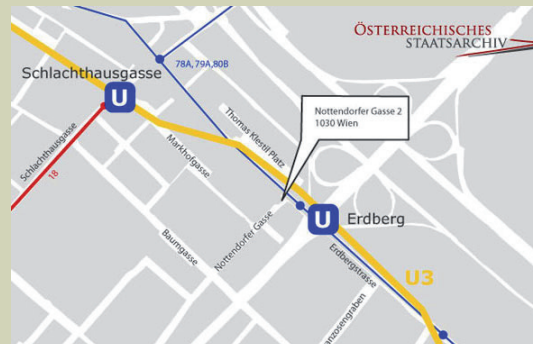 ÖSTERREICHISCHES
STAATSARCHIV
78A, 79A,80B
Schlachthausgasse
U
Nottendorfer Gasse 2
1030 Wien
Thomas Klestil Platz
Schlachthausgasse
Markhofgasse
18
U
Erdberg
Nottendorfer Gasse
Baumgasse
Erdbergstrasse
U3
anzosengraben